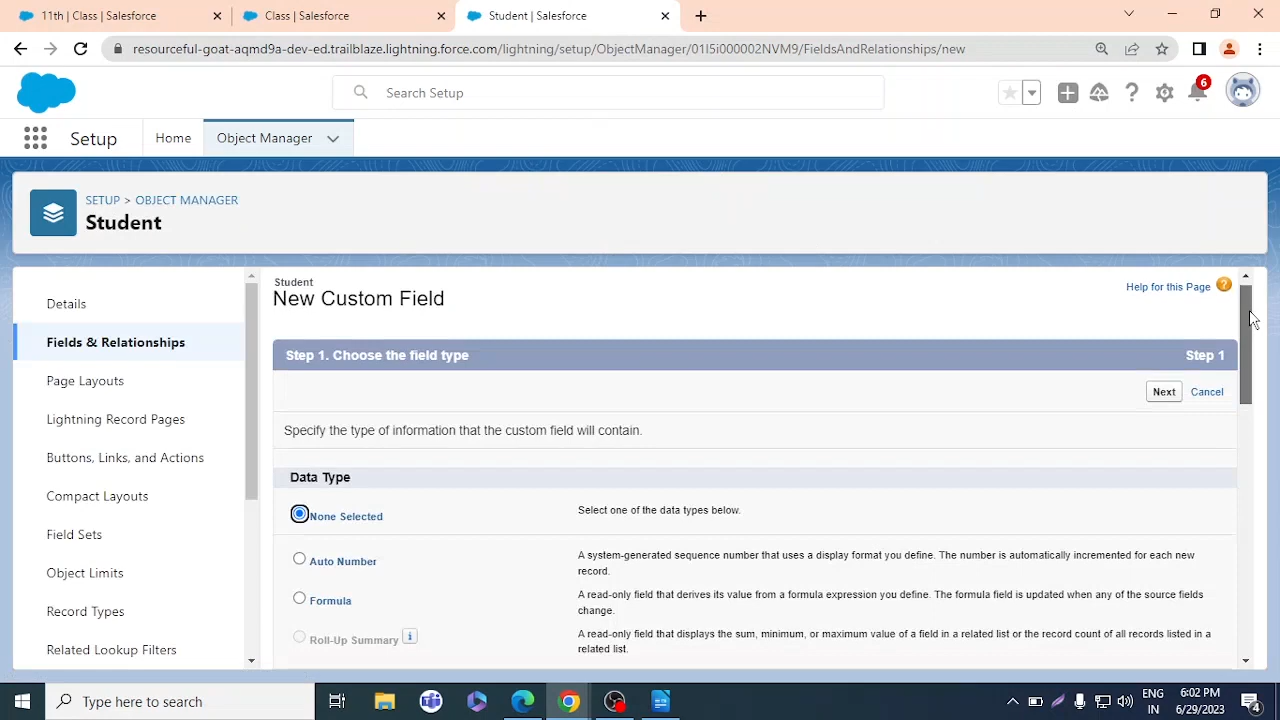 11th | Class | Salesforce
Class | Salesforce
Student | Salesforce
resourceful-goat-aqmd9a-dev-ed.trailblaze.lightning.force.com/lightning/setup/ObjectManager/01I5i000002NVM9/FieldsAndRelationships/new
Search Setup
6
Setup
Home
Object Manager
SETUP > OBJECT MANAGER
Student
Details
Fields & Relationships
Page Layouts
Lightning Record Pages
Buttons, Links, and Actions
Compact Layouts
Field Sets
Object Limits
Record Types
Related Lookup Filters
Student
New Custom Field
Help for this Page
Step 1. Choose the field type
Step 1
Next
Cancel
Specify the type of information that the custom field will contain.
Data Type
None Selected
Select one of the data types below.
Auto Number
A system-generated sequence number that uses a display format you define. The number is automatically incremented for each new
record.
Formula
A read-only field that derives its value from a formula expression you define. The formula field is updated when any of the source fields
change.
Roll-Up Summary
A read-only field that displays the sum, minimum, or maximum value of a field in a related list or the record count of all records listed in a
related list.
Type here to search
ENG
IN
6:02 PM
6/29/2023
4